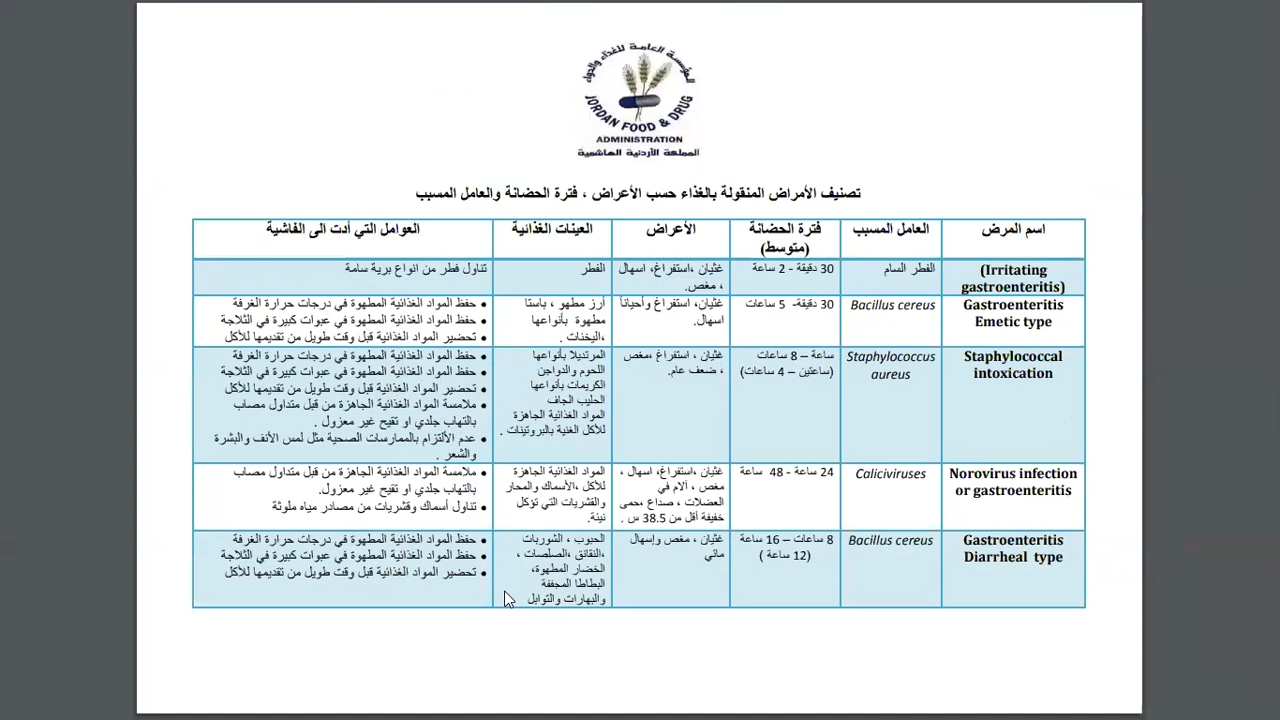 المؤسسة العامة للغذاء والدواء
JORDAN FOOD & DRUG
ADMINISTRATION
المملكة الأردنية الهاشمية
تصنيف الأمراض المنقولة بالغذاء حسب الأعراض ، فترة الحضانة والعامل المسبب
اسم المرض
العامل المسبب
فترة الحضانة
(متوسط)
الأعراض
العينات الغذائية
العوامل التي أدت الى الفاشية
(Irritating
gastroenteritis)
الفطر السام
30 دقيقة - 2 ساعة
غثيان ،استفراغ، اسهال
، مغص.
الفطر
تناول فطر من انواع برية سامة
Gastroenteritis
Emetic type
Bacillus cereus
30 دقيقة- 5 ساعات
غثيان، استفراغ وأحياناً
اسهال.
أرز مطهو ، باستا
مطهوة بأنواعها
،اليخنات .
• حفظ المواد الغذائية المطهوة في درجات حرارة الغرفة
• حفظ المواد الغذائية المطهوة في عبوات كبيرة في الثلاجة
• تحضير المواد الغذائية قبل وقت طويل من تقديمها للأكل
Staphylococcal
intoxication
Staphylococcus
aureus
ساعة – 8 ساعات
(ساعتين – 4 ساعات)
غثيان ، استفراغ ،مغص
، ضعف عام.
المرتديلا بأنواعها
اللحوم والدواجن
الكريمات بأنواعها
الحليب الجاف
المواد الغذائية الجاهزة
للأكل الغنية بالبروتينات .
• حفظ المواد الغذائية المطهوة في درجات حرارة الغرفة
• حفظ المواد الغذائية المطهوة في عبوات كبيرة في الثلاجة
• تحضير المواد الغذائية قبل وقت طويل من تقديمها للأكل
• ملامسة المواد الغذائية الجاهزة من قبل متداول مصاب
بالتهاب جلدي او تقيح غير معزول .
• عدم الألتزام بالممارسات الصحية مثل لمس الأنف والبشرة
والشعر .
Norovirus infection
or gastroenteritis
Caliciviruses
24 ساعة - 48 ساعة
غثيان ،استفراغ، اسهال ،
مغص ، آلام في
العضلات ، صداع ،حمى
خفيفة أقل من 38.5 س .
المواد الغذائية الجاهزة
للأكل ،الأسماك والمحار
والقشريات التي تؤكل
نيئة.
• ملامسة المواد الغذائية الجاهزة من قبل متداول مصاب
بالتهاب جلدي او تقيح غير معزول.
• تناول أسماك وقشريات من مصادر مياه ملوثة
Gastroenteritis
Diarrheal type
Bacillus cereus
8 ساعات – 16 ساعة
(12 ساعة )
غثيان ، مغص وإسهال
مائي
الحبوب ، الشوربات
،النقانق ،الصلصات ،
الخضار المطهوة،
البطاطا المجففة
والبهارات والتوابل
• حفظ المواد الغذائية المطهوة في درجات حرارة الغرفة
• حفظ المواد الغذائية المطهوة في عبوات كبيرة في الثلاجة
• تحضير المواد الغذائية قبل وقت طويل من تقديمها للأكل